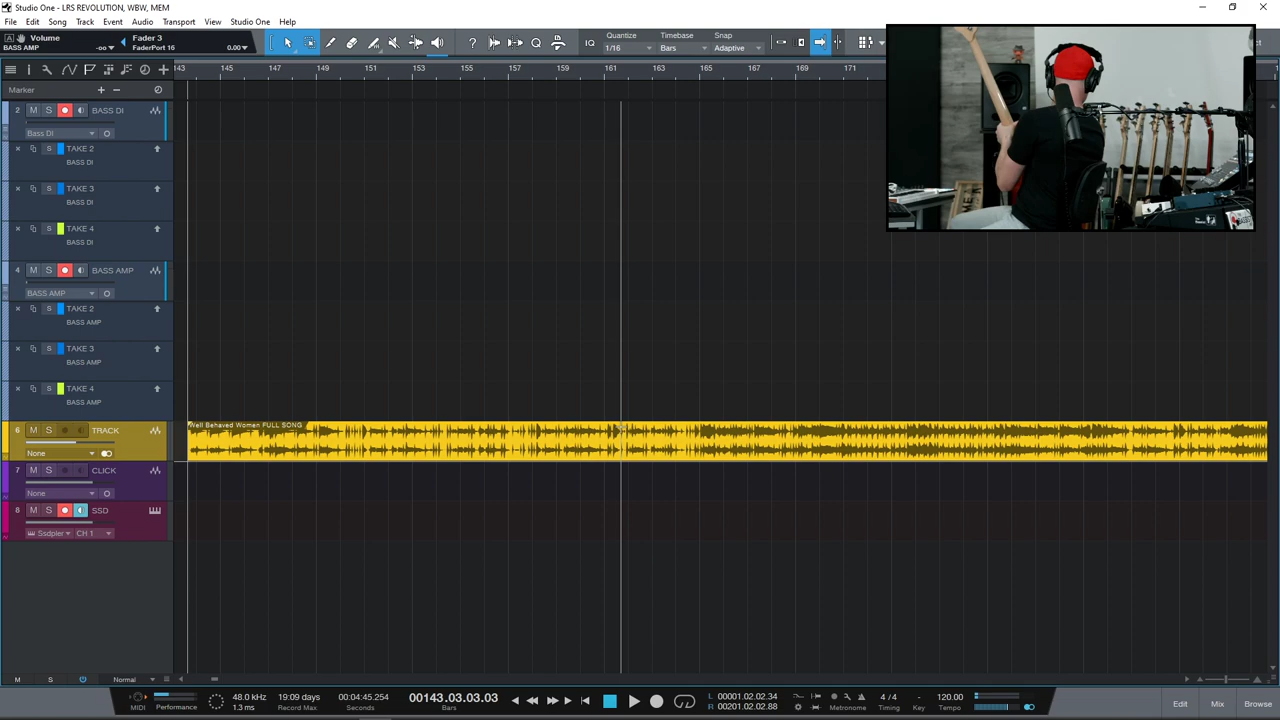 Studio One - LRS REVOLUTION, WBW, MEM
File Edit Song Track Event Audio Transport View Studio One Help
Volume
BASS AMP -oo
Fader 3
FaderPort 16 0.00
IQ
Quantize
1/16
Timebase
Bars
Snap
Adaptive
143 145 147 149 151 153 155 157 159 161 163 165 167 169 171
Marker
2 M S BASS DI
Bass DI
S TAKE 2
BASS DI
S TAKE 3
BASS DI
S TAKE 4
BASS DI
4 M S BASS AMP
BASS AMP
S TAKE 2
BASS AMP
S TAKE 3
BASS AMP
S TAKE 4
BASS AMP
6 M S TRACK
None
Well Behaved Women FULL SONG
7 M S CLICK
None
8 M S SSD
Ssdpler CH 1
M S Normal
MIDI
Performance
48.0 kHz
1.3 ms
19:09 days
Record Max.
00:04:45.254
Seconds
00143.03.03.03
Bars
L 00001.02.02.34
R 00201.02.02.88
Metronome
4 / 4
Timing
-
Key
120.00
Tempo
Edit Mix Browse